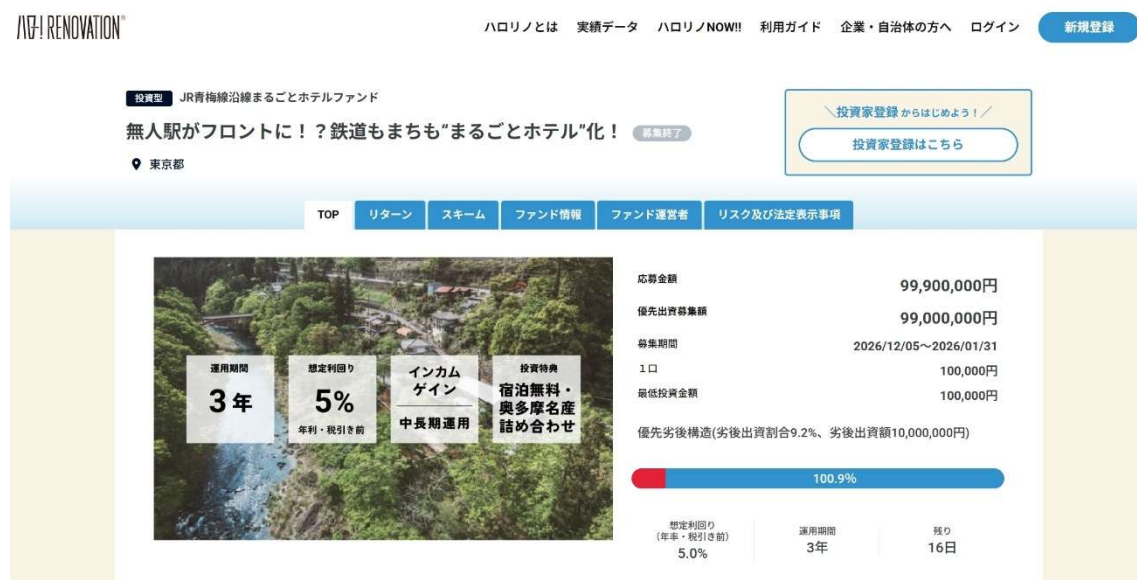 ハロー! RENOVATION
ハロリノとは 実績データ ハロリノNOW!! 利用ガイド 企業・自治体の方へ ログイン 新規登録
投資型 JR青梅線沿線まるごとホテルファンド
無人駅がフロントに！？鉄道もまちも“まるごとホテル”化！ 募集終了
東京都
＼投資家登録 からはじめよう！／
投資家登録はこちら
TOP リターン スキーム ファンド情報 ファンド運営者 リスク及び法定表示事項
運用期間
3年
想定利回り
5%
年利・税引き前
インカム
ゲイン
中長期運用
投資特典
宿泊無料・
奥多摩名産
詰め合わせ
応募金額 99,900,000円
優先出資募集額 99,000,000円
募集期間 2026/12/05～2026/01/31
１口 100,000円
最低投資金額 100,000円
優先劣後構造(劣後出資割合9.2%、劣後出資額10,000,000円)
100.9%
想定利回り
（年率・税引き前）
5.0%
運用期間
3年
残り
16日